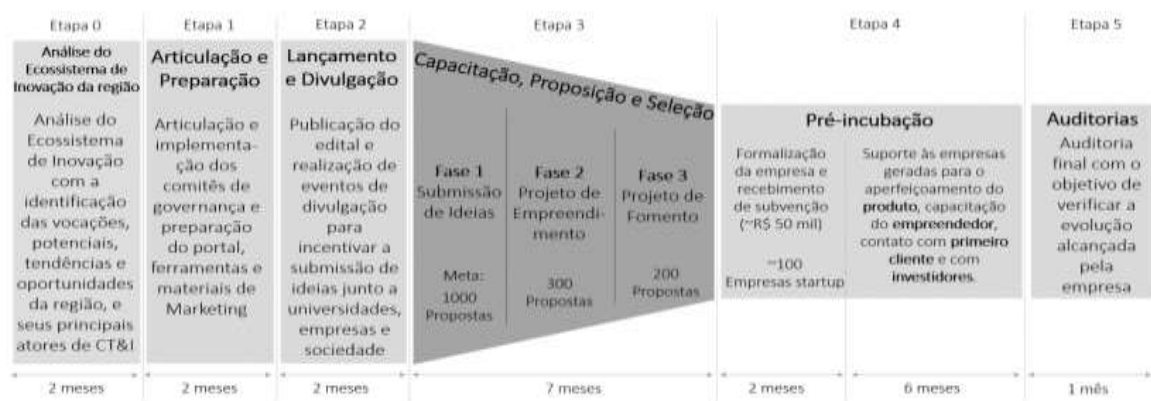 Etapa 0
Análise do
Ecossistema de
Inovação da região
Análise do
Ecossistema
de Inovação
com a
identificação
das vocações,
potenciais,
tendências e
oportunidades
da região, e
seus principais
atores de CT&I
2 meses
Etapa 1
Articulação e
Preparação
Articulação e
implementa-
ção dos
comitês de
governança e
preparação
do portal,
ferramentas e
materiais de
Marketing
2 meses
Etapa 2
Lançamento
e Divulgação
Publicação do
edital e
realização de
eventos de
divulgação
para
incentivar a
submissão de
ideias junto a
universidades,
empresas e
sociedade
2 meses
Etapa 3
Capacitação, Proposição e Seleção
Fase 1
Submissão
de Ideias
Meta:
1000
Propostas
Fase 2
Projeto de
Empreendi-
mento
300
Propostas
Fase 3
Projeto de
Fomento
200
Propostas
7 meses
Etapa 4
Pré-incubação
Formalização
da empresa e
recebimento
de subvenção
(~R$ 50 mil)
~100
Empresas startup
2 meses
Suporte às empresas
geradas para o
aperfeiçoamento do
produto, capacitação
do empreendedor,
contato com primeiro
cliente e com
investidores.
6 meses
Etapa 5
Auditorias
Auditoria
final com o
objetivo de
verificar a
evolução
alcançada
pela
empresa
1 mês